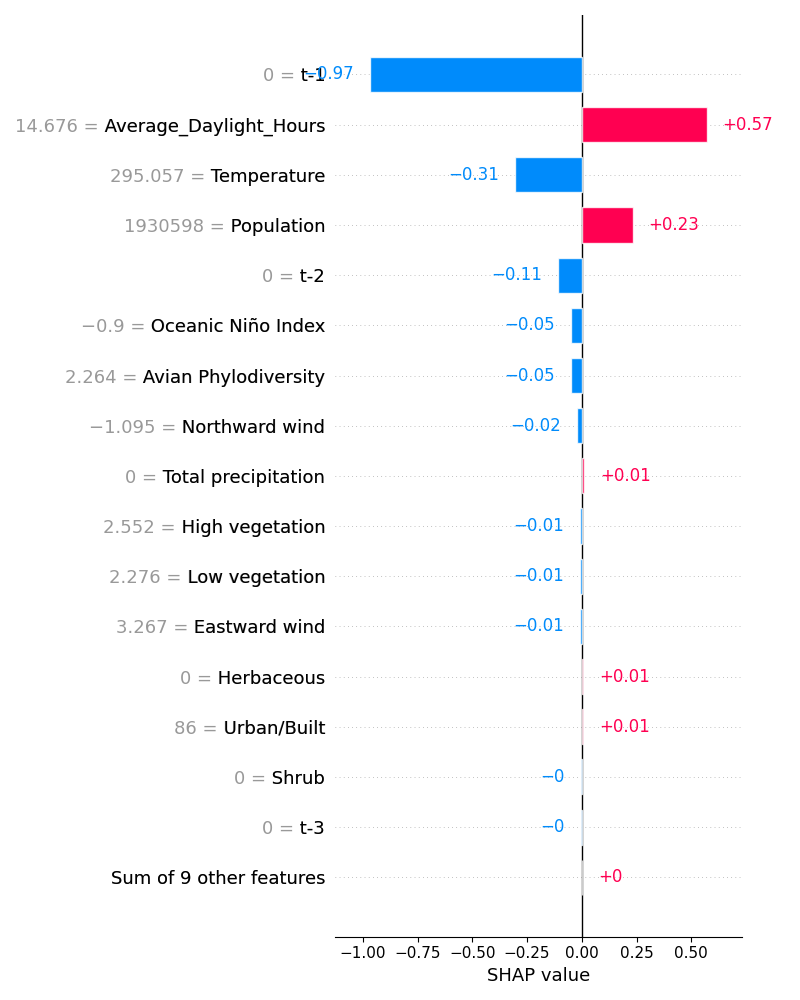 0 = t-1 −0.97
14.676 = Average_Daylight_Hours +0.57
295.057 = Temperature −0.31
1930598 = Population +0.23
0 = t-2 −0.11
−0.9 = Oceanic Niño Index −0.05
2.264 = Avian Phylodiversity −0.05
−1.095 = Northward wind −0.02
0 = Total precipitation +0.01
2.552 = High vegetation −0.01
2.276 = Low vegetation −0.01
3.267 = Eastward wind −0.01
0 = Herbaceous +0.01
86 = Urban/Built +0.01
0 = Shrub −0
0 = t-3 −0
Sum of 9 other features +0
−1.00 −0.75 −0.50 −0.25 0.00 0.25 0.50
SHAP value